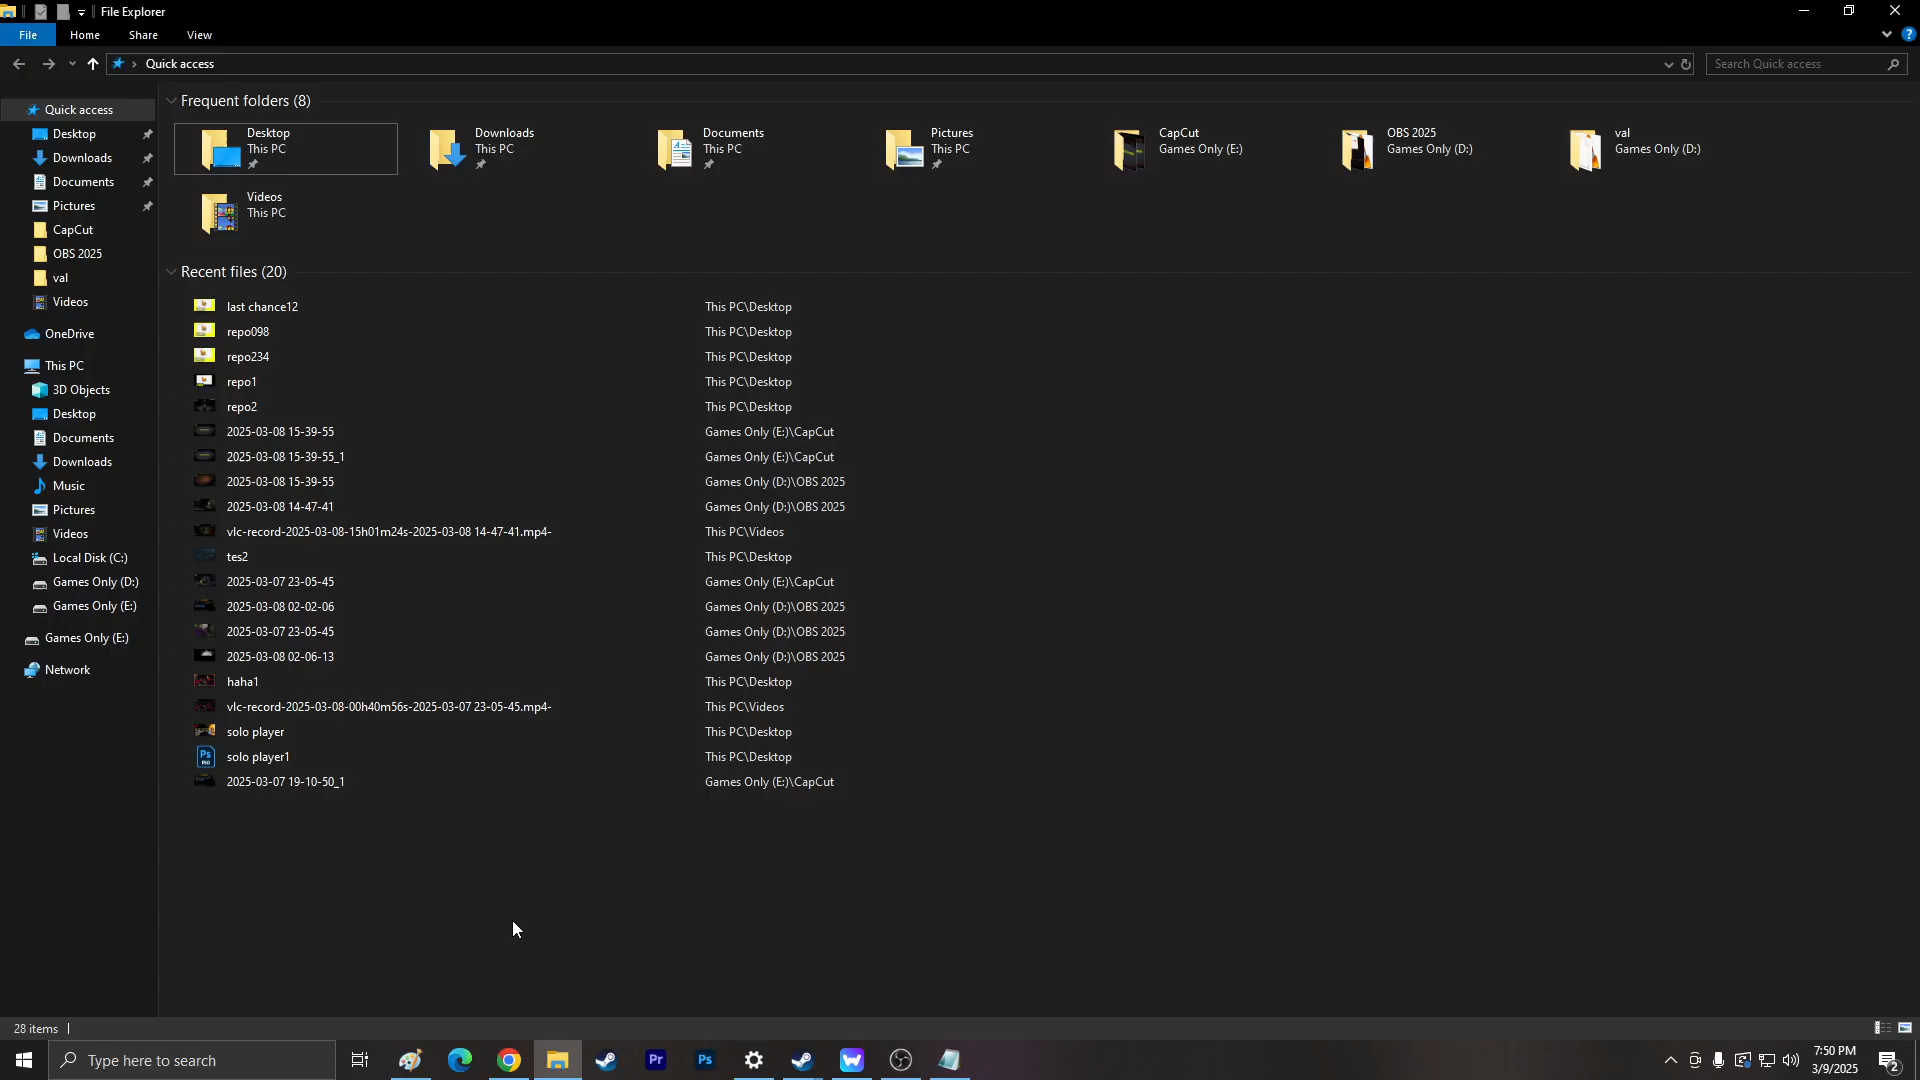 File Explorer
File Home Share View
Quick access Search Quick access
Quick access
Desktop
Downloads
Documents
Pictures
CapCut
OBS 2025
val
Videos
OneDrive
This PC
3D Objects
Desktop
Documents
Downloads
Music
Pictures
Videos
Local Disk (C:)
Games Only (D:)
Games Only (E:)
Games Only (E:)
Network
Frequent folders (8)
Desktop
This PC
Downloads
This PC
Documents
This PC
Pictures
This PC
CapCut
Games Only (E:)
OBS 2025
Games Only (D:)
val
Games Only (D:)
Videos
This PC
Recent files (20)
last chance12 This PC\Desktop
repo098 This PC\Desktop
repo234 This PC\Desktop
repo1 This PC\Desktop
repo2 This PC\Desktop
2025-03-08 15-39-55 Games Only (E:)\CapCut
2025-03-08 15-39-55_1 Games Only (E:)\CapCut
2025-03-08 15-39-55 Games Only (D:)\OBS 2025
2025-03-08 14-47-41 Games Only (D:)\OBS 2025
vlc-record-2025-03-08-15h01m24s-2025-03-08 14-47-41.mp4- This PC\Videos
tes2 This PC\Desktop
2025-03-07 23-05-45 Games Only (E:)\CapCut
2025-03-08 02-02-06 Games Only (D:)\OBS 2025
2025-03-07 23-05-45 Games Only (D:)\OBS 2025
2025-03-08 02-06-13 Games Only (D:)\OBS 2025
haha1 This PC\Desktop
vlc-record-2025-03-08-00h40m56s-2025-03-07 23-05-45.mp4- This PC\Videos
solo player This PC\Desktop
solo player1 This PC\Desktop
2025-03-07 19-10-50_1 Games Only (E:)\CapCut
28 items
Type here to search
Pr
Ps
7:50 PM
3/9/2025
2